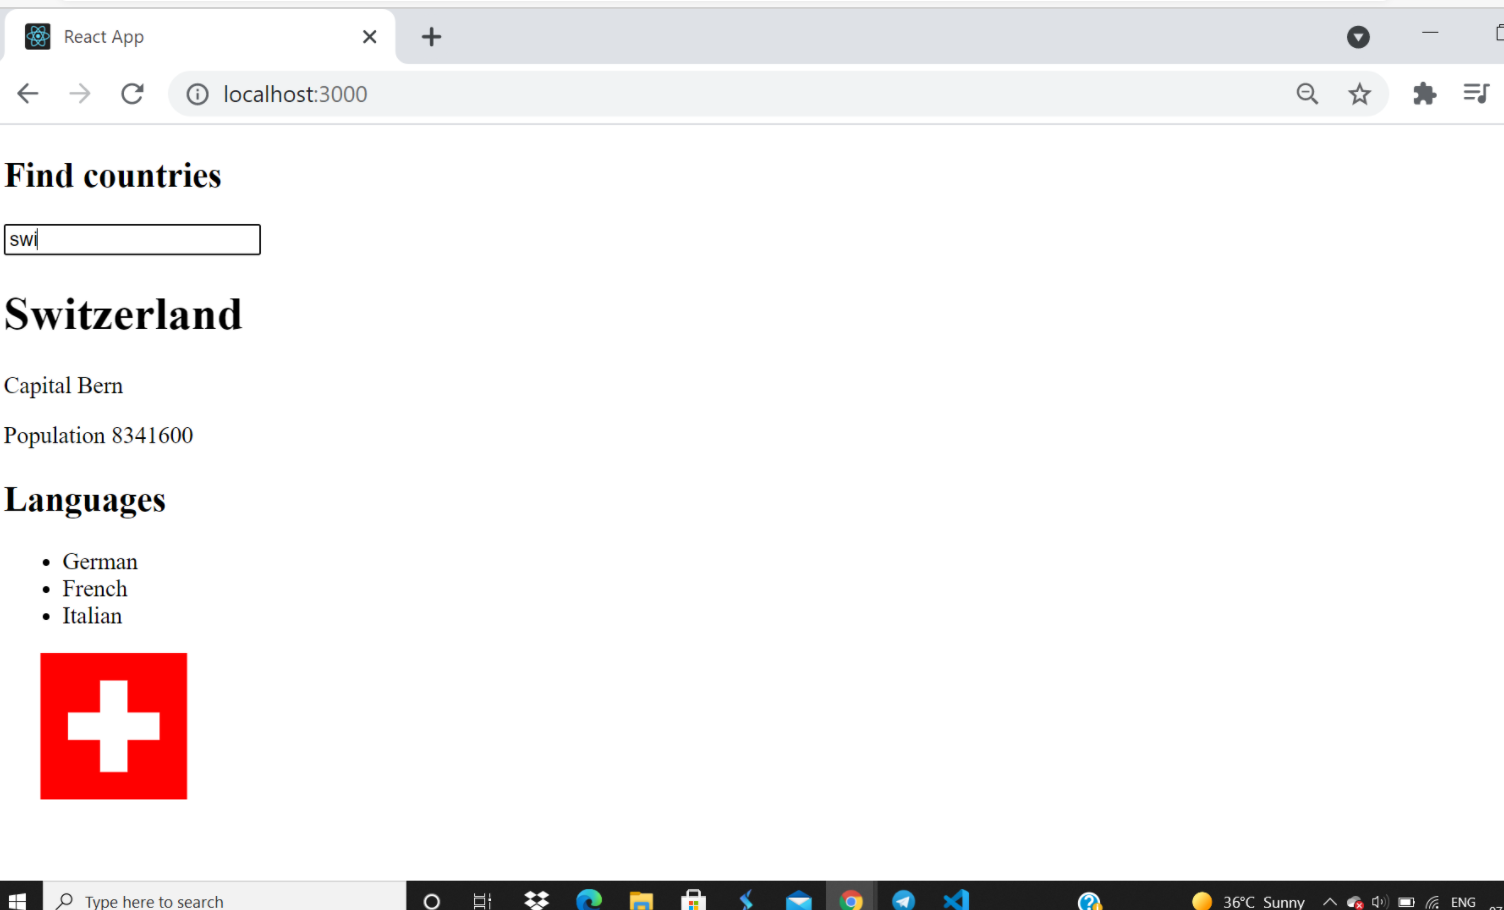 React App
localhost:3000
Find countries
swi
Switzerland
Capital Bern
Population 8341600
Languages
German
French
Italian
Type here to search
36°C Sunny
ENG